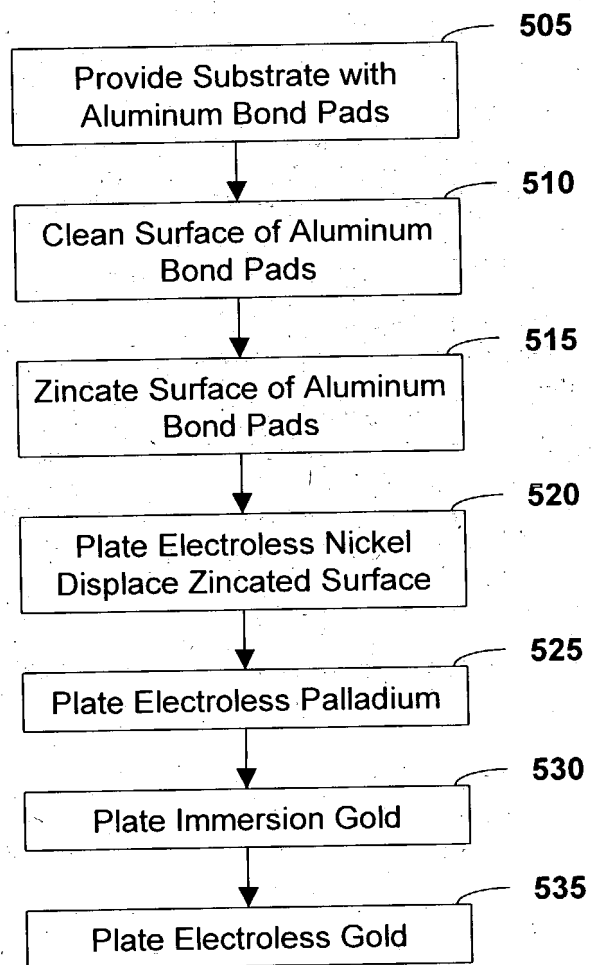 505
Provide Substrate with
Aluminum Bond Pads
510
Clean Surface of Aluminum
Bond Pads
515
Zincate Surface of Aluminum
Bond Pads
520
Plate Electroless Nickel
Displace Zincated Surface
525
Plate Electroless Palladium
530
Plate Immersion Gold
535
Plate Electroless Gold